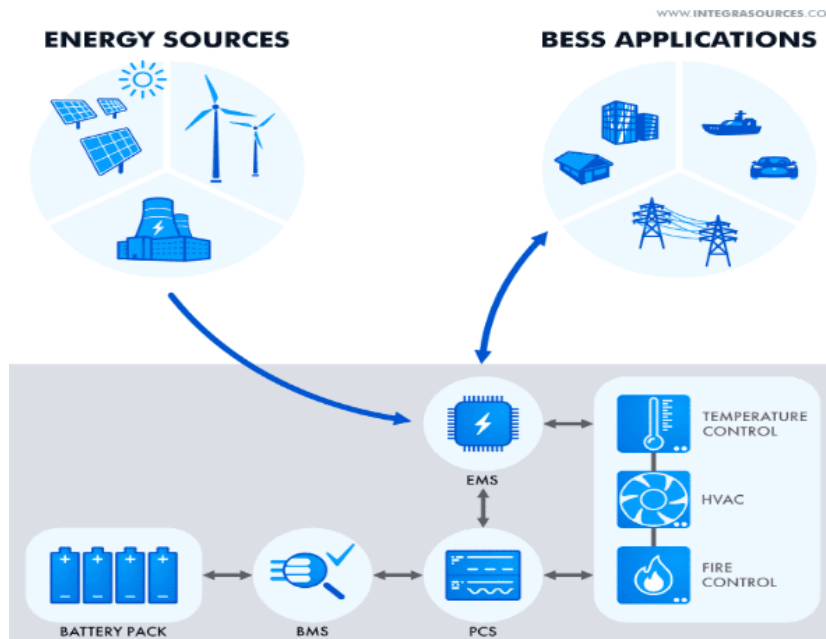 WWW.INTEGRASOURCES.CO
ENERGY SOURCES
BESS APPLICATIONS
EMS
TEMPERATURE
CONTROL
HVAC
FIRE
CONTROL
BATTERY PACK
BMS
PCS